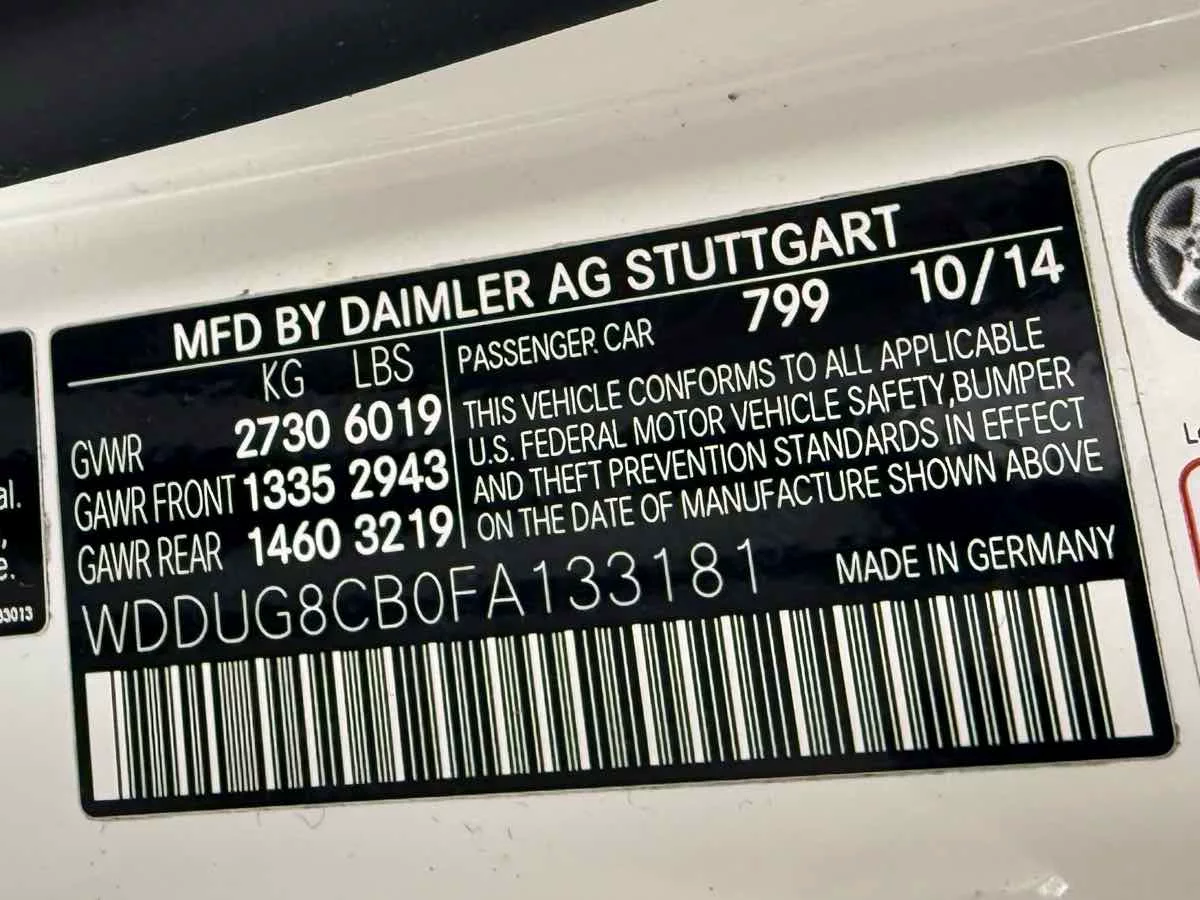 MFD BY DAIMLER AG STUTTGART
KG LBS
GVWR 2730 6019
GAWR FRONT 1335 2943
GAWR REAR 1460 3219
PASSENGER CAR 799 10/14
THIS VEHICLE CONFORMS TO ALL APPLICABLE
U.S. FEDERAL MOTOR VEHICLE SAFETY,BUMPER
AND THEFT PREVENTION STANDARDS IN EFFECT
ON THE DATE OF MANUFACTURE SHOWN ABOVE
WDDUG8CB0FA133181 MADE IN GERMANY